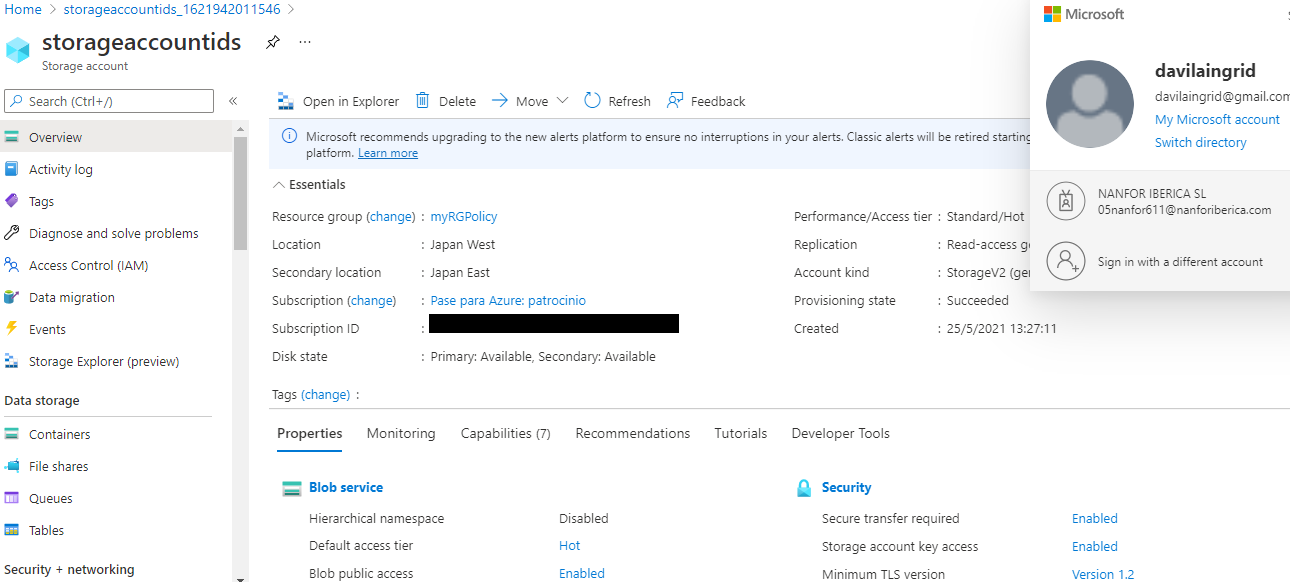 Home > storageaccountids_1621942011546 >
storageaccountids
Storage account
Search (Ctrl+/)
Overview
Activity log
Tags
Diagnose and solve problems
Access Control (IAM)
Data migration
Events
Storage Explorer (preview)
Data storage
Containers
File shares
Queues
Tables
Security + networking
Open in Explorer Delete Move Refresh Feedback
Microsoft recommends upgrading to the new alerts platform to ensure no interruptions in your alerts. Classic alerts will be retired starting
platform. Learn more
Essentials
Resource group (change) : myRGPolicy
Location : Japan West
Secondary location : Japan East
Subscription (change) : Pase para Azure: patrocinio
Subscription ID :
Disk state : Primary: Available, Secondary: Available
Performance/Access tier : Standard/Hot
Replication : Read-access
Account kind : StorageV2
Provisioning state : Succeeded
Created : 25/5/2021 13:27:11
Tags (change) :
Properties Monitoring Capabilities (7) Recommendations Tutorials Developer Tools
Blob service
Hierarchical namespace Disabled
Default access tier Hot
Blob public access Enabled
Security
Secure transfer required Enabled
Storage account key access Enabled
Minimum TLS version Version 1.2
Microsoft
davilaingrid
davilaingrid@gmail.com
My Microsoft account
Switch directory
NANFOR IBERICA SL
05nanfor611@nanforiberica.com
Sign in with a different account